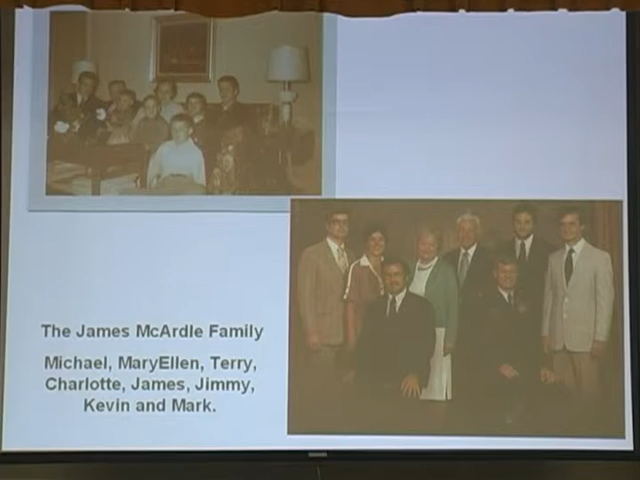 The James McArdle Family
Michael, MaryEllen, Terry,
Charlotte, James, Jimmy,
Kevin and Mark.